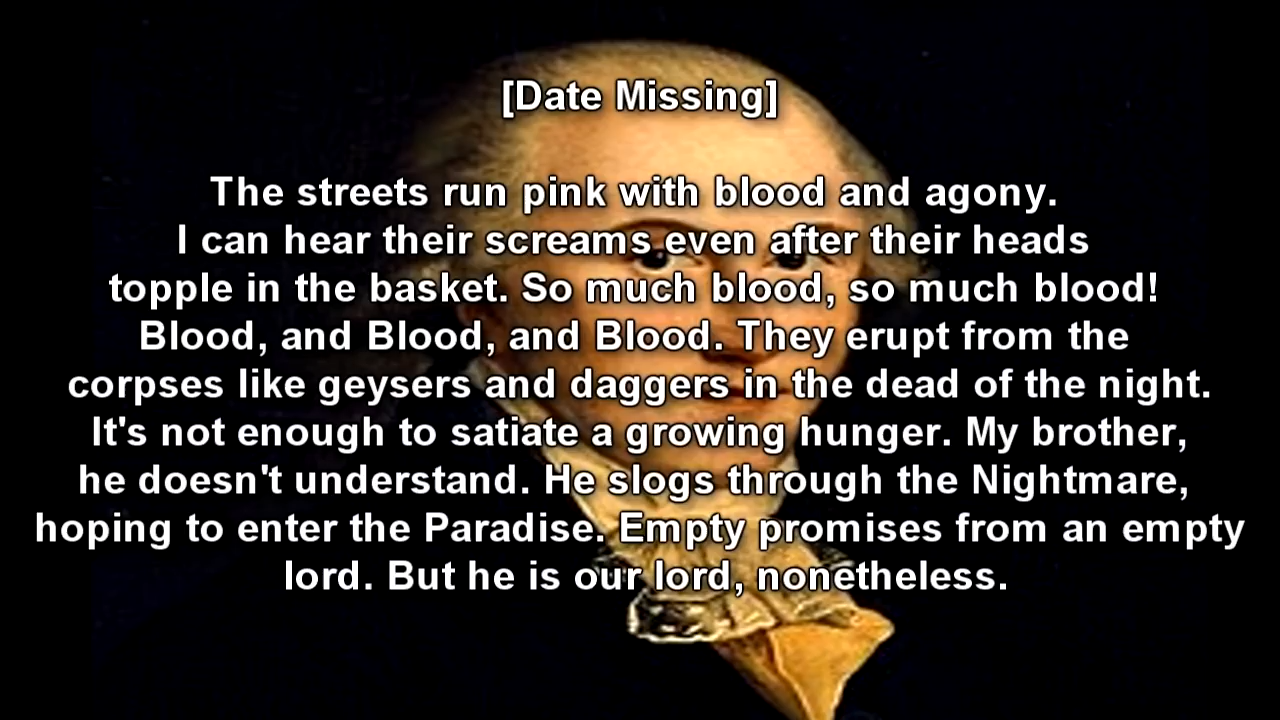 [Date Missing]
The streets run pink with blood and agony.
I can hear their screams even after their heads
topple in the basket. So much blood, so much blood!
Blood, and Blood, and Blood. They erupt from the
corpses like geysers and daggers in the dead of the night.
It's not enough to satiate a growing hunger. My brother,
he doesn't understand. He slogs through the Nightmare,
hoping to enter the Paradise. Empty promises from an empty
lord. But he is our lord, nonetheless.